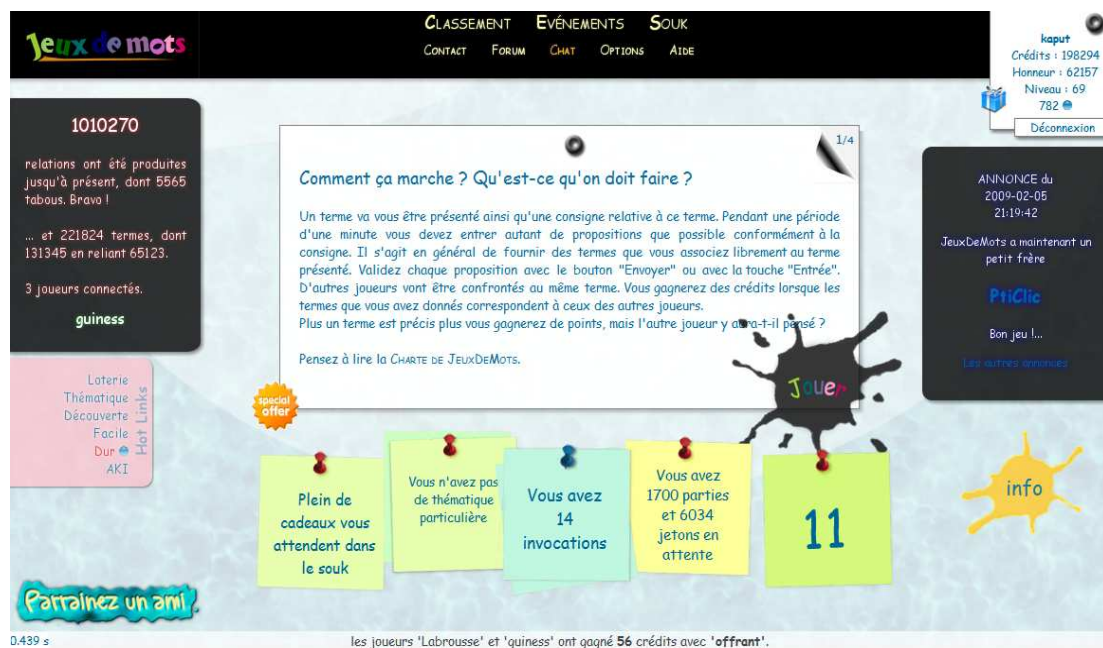 Jeux de mots
CLASSEMENT EVÉNEMENTS SOUK
CONTACT FORUM CHAT OPTIONS AIDE
kaput
Crédits : 198294
Honneur : 62157
Niveau : 69
782
Déconnexion
1010270
relations ont été produites
jusqu'à présent, dont 5565
tabous. Bravo !
... et 221824 termes, dont
131345 en reliant 65123.
3 joueurs connectés.
guiness
Loterie
Thématique
Découverte
Facile
Dur
AKI
Hot Links
1/4
Comment ça marche ? Qu'est-ce qu'on doit faire ?
Un terme va vous être présenté ainsi qu'une consigne relative à ce terme. Pendant une période
d'une minute vous devez entrer autant de propositions que possible conformément à la
consigne. Il s'agit en général de fournir des termes que vous associez librement au terme
présenté. Validez chaque proposition avec le bouton "Envoyer" ou avec la touche "Entrée".
D'autres joueurs vont être confrontés au même terme. Vous gagnerez des crédits lorsque les
termes que vous avez donnés correspondent à ceux des autres joueurs.
Plus un terme est précis plus vous gagnerez de points, mais l'autre joueur y aura-t-il pensé ?
Pensez à lire la CHARTE DE JEUXDEMOTS.
Jouer
special
offer
ANNONCE du
2009-02-05
21:19:42
JeuxDeMots a maintenant un
petit frère
PtiClic
Bon jeu !...
Les autres annonces
Plein de
cadeaux vous
attendent dans
le souk
Vous n'avez pas
de thématique
particulière
Vous avez
14
invocations
Vous avez
1700 parties
et 6034
jetons en
attente
11
info
Parrainez un ami !
0.439 s
les joueurs 'Labrousse' et 'guiness' ont gagné 56 crédits avec 'offrant'.